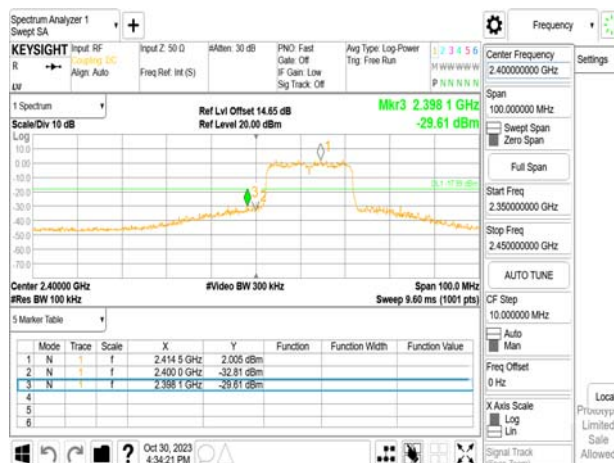 Spectrum Analyzer 1
Swept SA
Frequency
KEYSIGHT
Input: RF
Coupling: DC
Align: Auto
Input Z: 50 Ω
Freq Ref: Int (S)
#Atten: 30 dB
PNO: Fast
Gate: Off
IF Gain: Low
Sig Track: Off
Avg Type: Log-Power
Trig: Free Run
1 2 3 4 5 6
M W W W W W
P N N N N N
R
LXI
1 Spectrum
Scale/Div 10 dB
Ref Lvl Offset 14.65 dB
Ref Level 20.00 dBm
Mkr3 2.398 1 GHz
-29.61 dBm
Log
10.0
0.00
-10.0
-20.0
-30.0
-40.0
-50.0
-60.0
-70.0
1
3
Center 2.40000 GHz
#Res BW 100 kHz
#Video BW 300 kHz
Span 100.0 MHz
Sweep 9.60 ms (1001 pts)
5 Marker Table
Mode Trace Scale X Y Function Function Width Function Value
1 N 1 f 2.414 5 GHz 2.005 dBm
2 N 1 f 2.400 0 GHz -32.81 dBm
3 N 1 f 2.398 1 GHz -29.61 dBm
4
5
6
Oct 30, 2023
4:34:21 PM
Center Frequency
2.400000000 GHz
Span
100.000000 MHz
Swept Span
Zero Span
Full Span
Start Freq
2.350000000 GHz
Stop Freq
2.450000000 GHz
AUTO TUNE
CF Step
10.000000 MHz
Auto
Man
Freq Offset
0 Hz
X Axis Scale
Log
Lin
Signal Track
Settings
Loca
Limited
Sale
Allowed